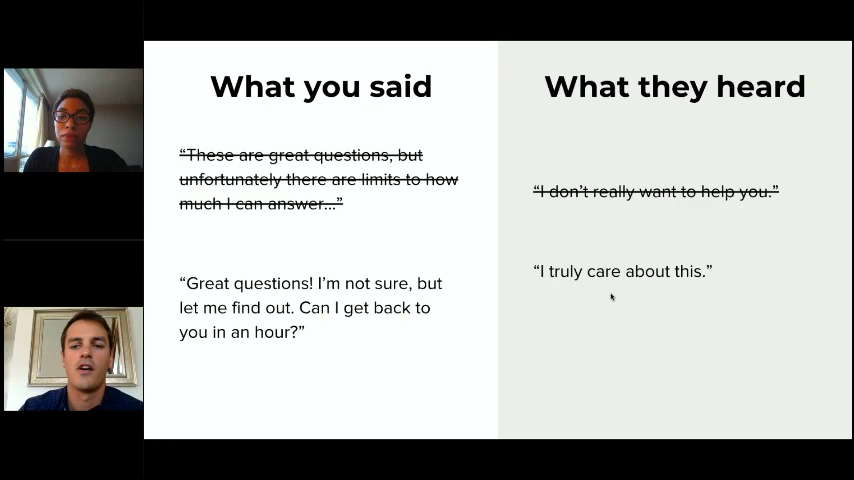 What you said
“These are great questions, but
unfortunately there are limits to how
much I can answer...”
“Great questions! I’m not sure, but
let me find out. Can I get back to
you in an hour?”
What they heard
“I don’t really want to help you.”
“I truly care about this.”